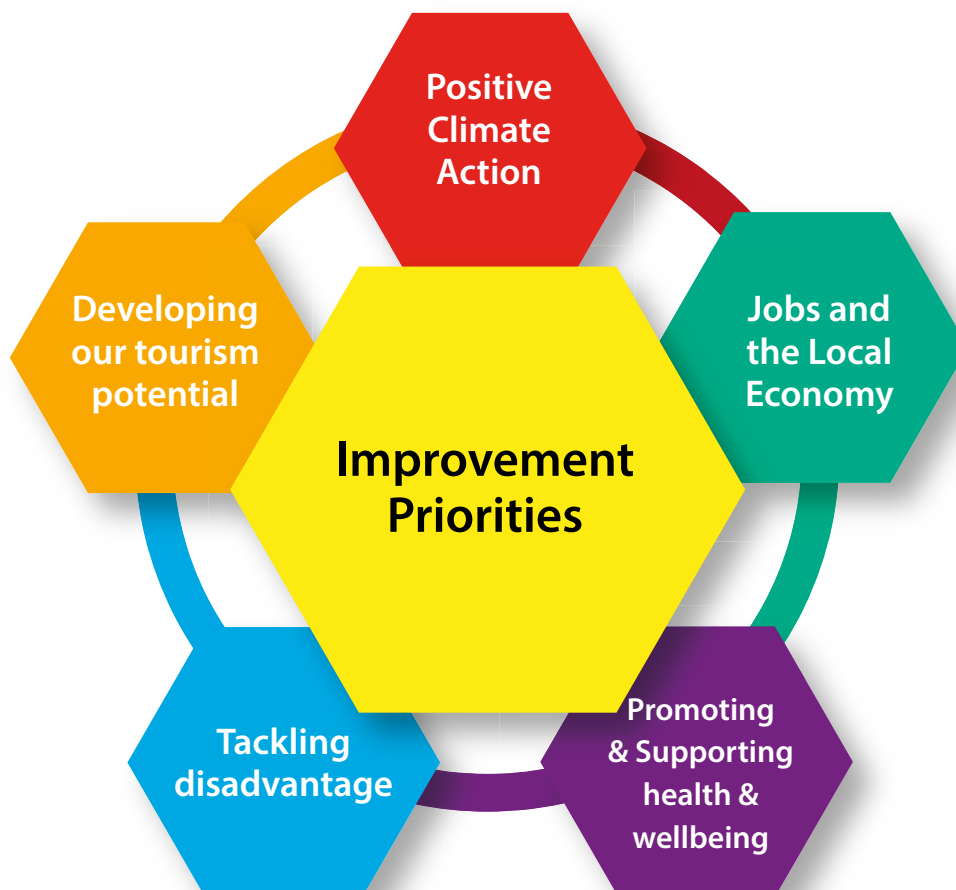 Positive
Climate
Action
Jobs and
the Local
Economy
Promoting
& Supporting
health &
wellbeing
Tackling
disadvantage
Developing
our tourism
potential
Improvement
Priorities